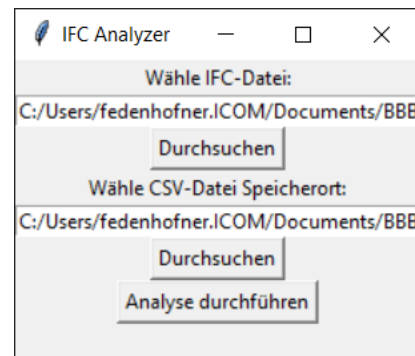 IFC Analyzer
Wähle IFC-Datei:
C:/Users/fedenhofner.ICOM/Documents/BBB
Durchsuchen
Wähle CSV-Datei Speicherort:
C:/Users/fedenhofner.ICOM/Documents/BBB
Durchsuchen
Analyse durchführen